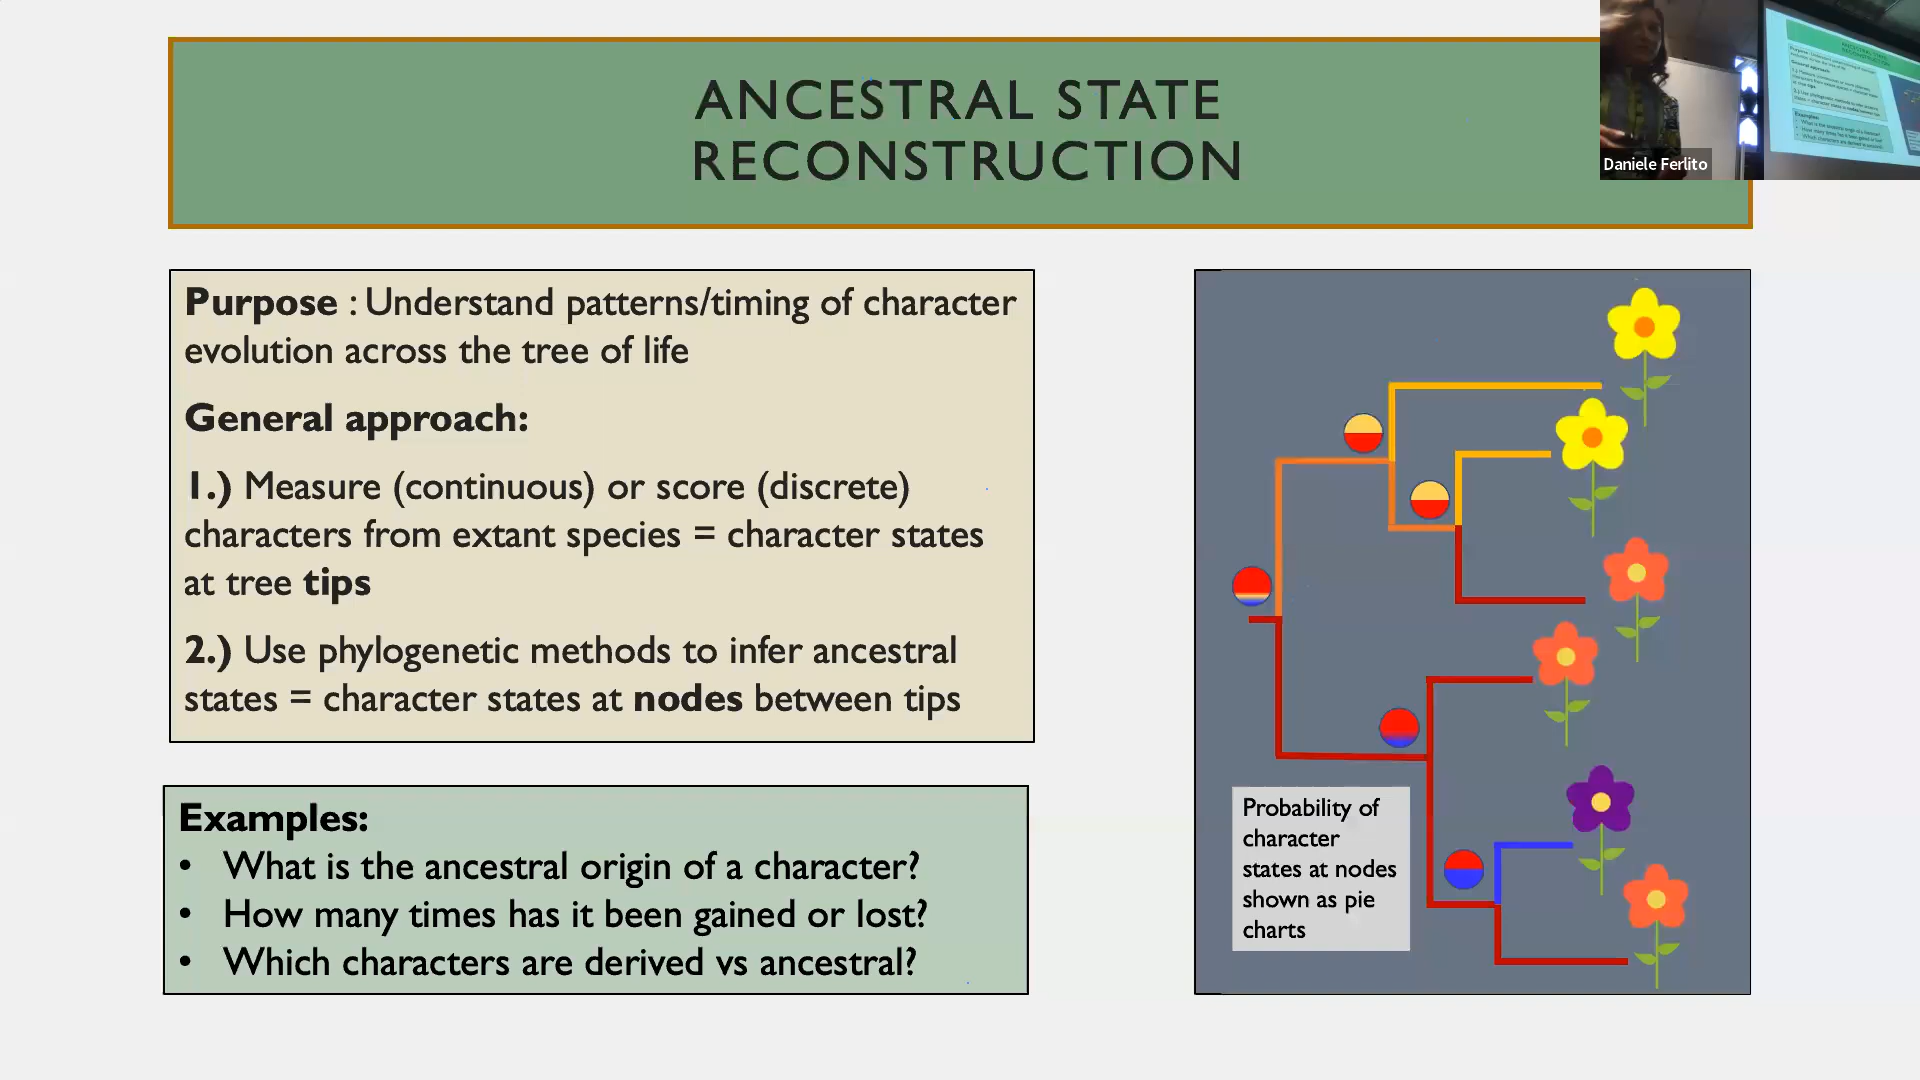 ANCESTRAL STATE
RECONSTRUCTION
Daniele Ferlito
Purpose : Understand patterns/timing of character
evolution across the tree of life
General approach:
1.) Measure (continuous) or score (discrete)
characters from extant species = character states
at tree tips
2.) Use phylogenetic methods to infer ancestral
states = character states at nodes between tips
Examples:
• What is the ancestral origin of a character?
• How many times has it been gained or lost?
• Which characters are derived vs ancestral?
Probability of
character
states at nodes
shown as pie
charts